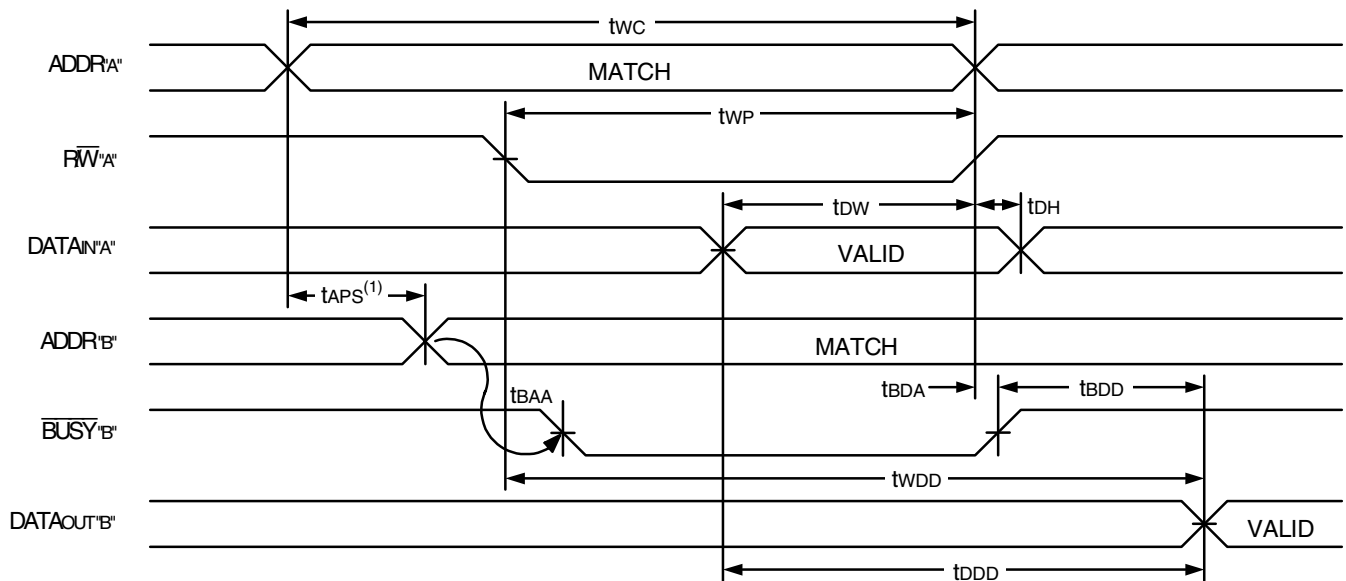 tWC
ADDR"A"
MATCH
tWP
R/W"A"
tDW
tDH
DATAIN"A"
VALID
tAPS(1)
ADDR"B"
MATCH
tBAA
tBDA
tBDD
BUSY"B"
tWDD
DATAOUT"B"
VALID
tDDD